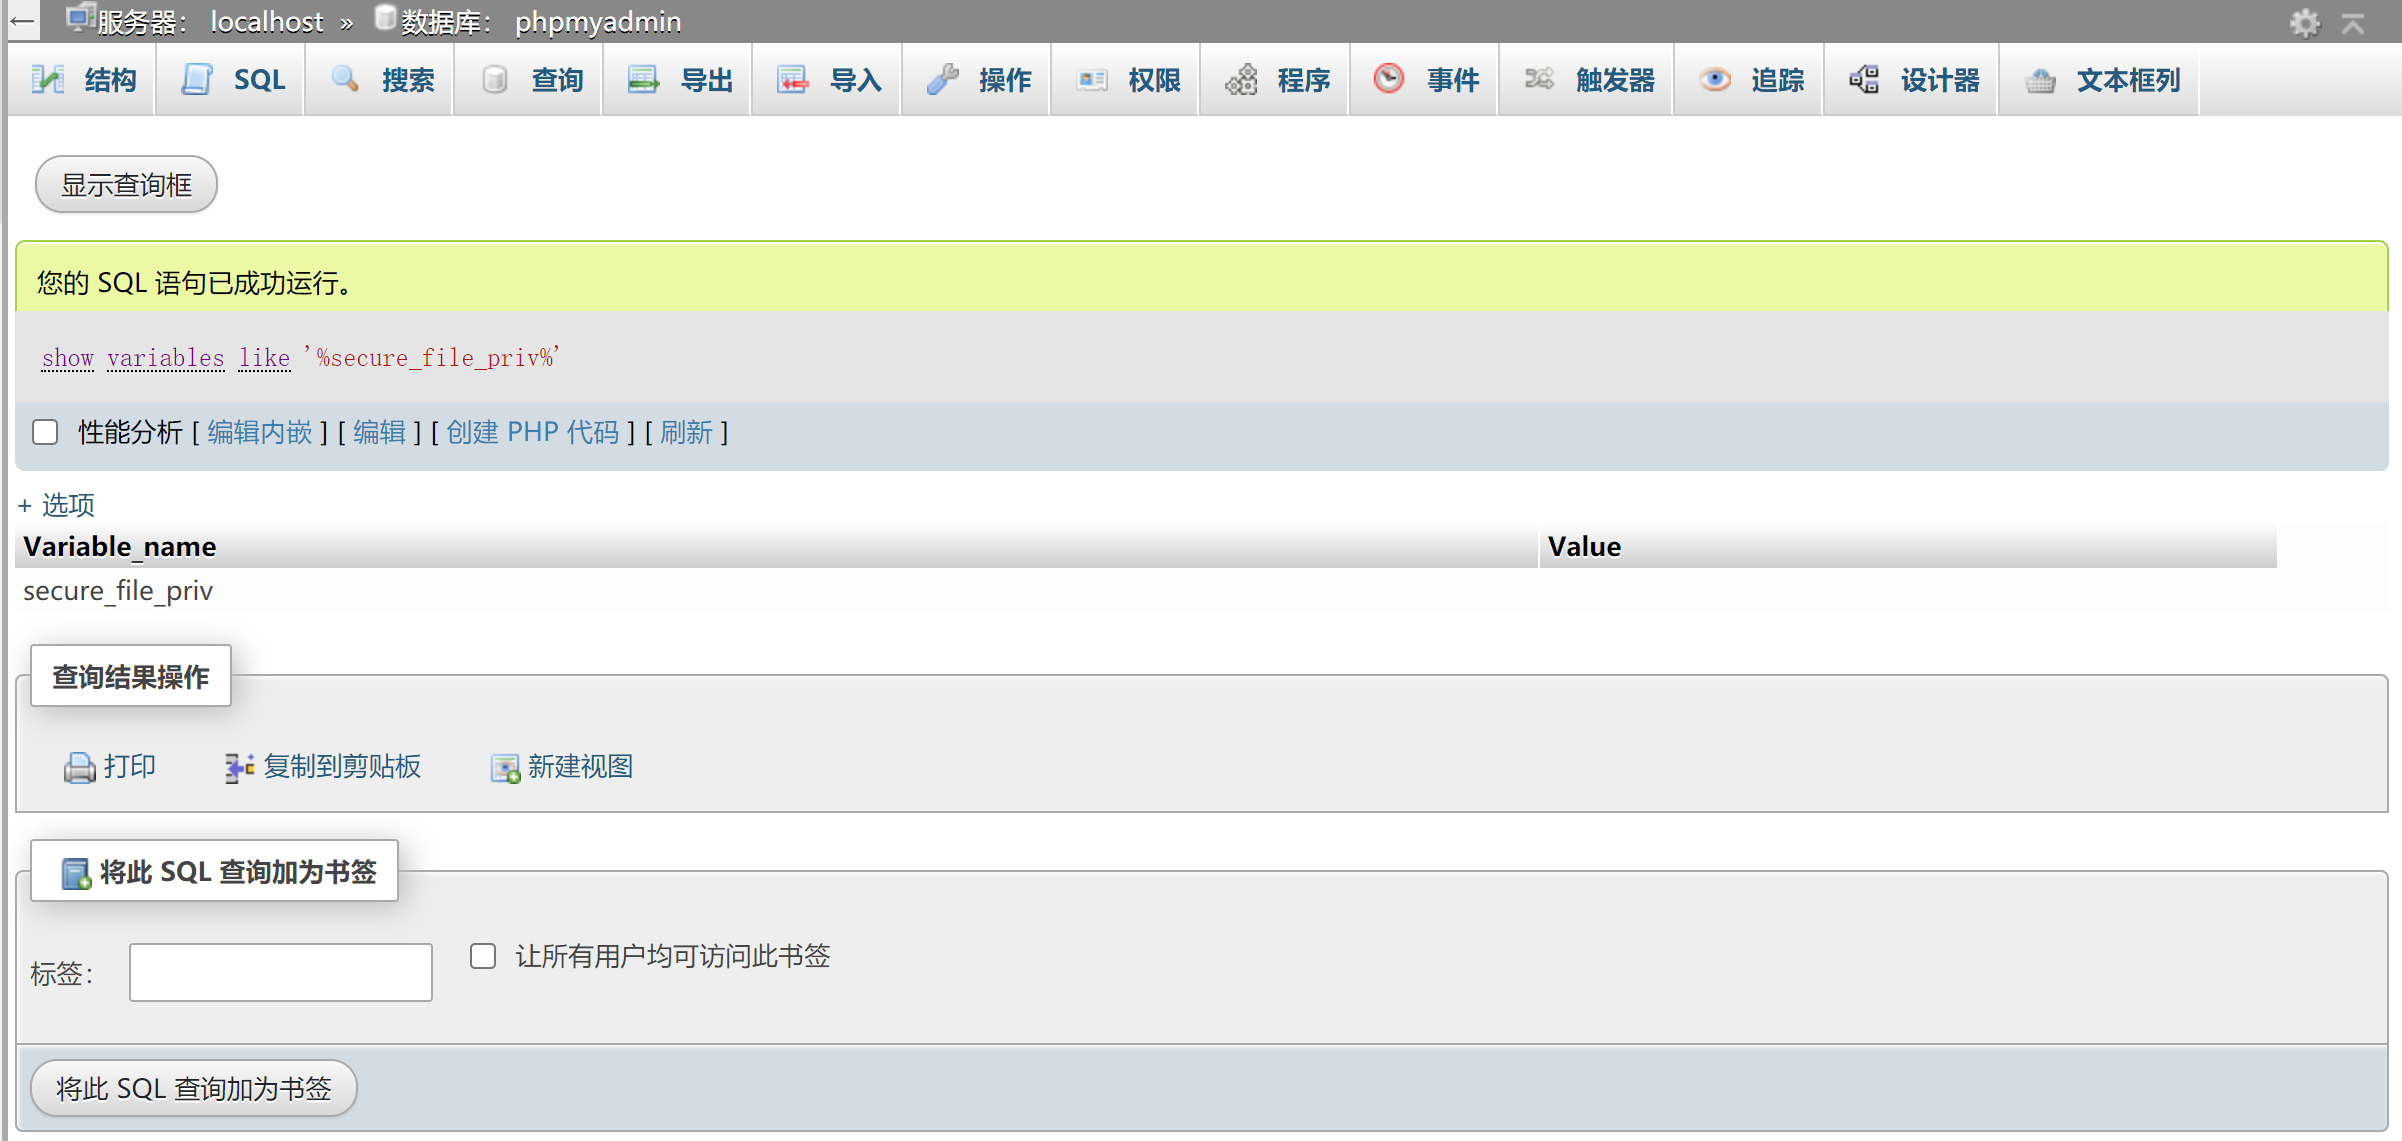 服务器: localhost » 数据库: phpmyadmin
结构 SQL 搜索 查询 导出 导入 操作 权限 程序 事件 触发器 追踪 设计器 文本框列
显示查询框
您的 SQL 语句已成功运行。
show variables like '%secure_file_priv%'
性能分析 [ 编辑内嵌 ] [ 编辑 ] [ 创建 PHP 代码 ] [ 刷新 ]
+ 选项
Variable_name Value
secure_file_priv
查询结果操作
打印 复制到剪贴板 新建视图
将此 SQL 查询加为书签
标签: 让所有用户均可访问此书签
将此 SQL 查询加为书签